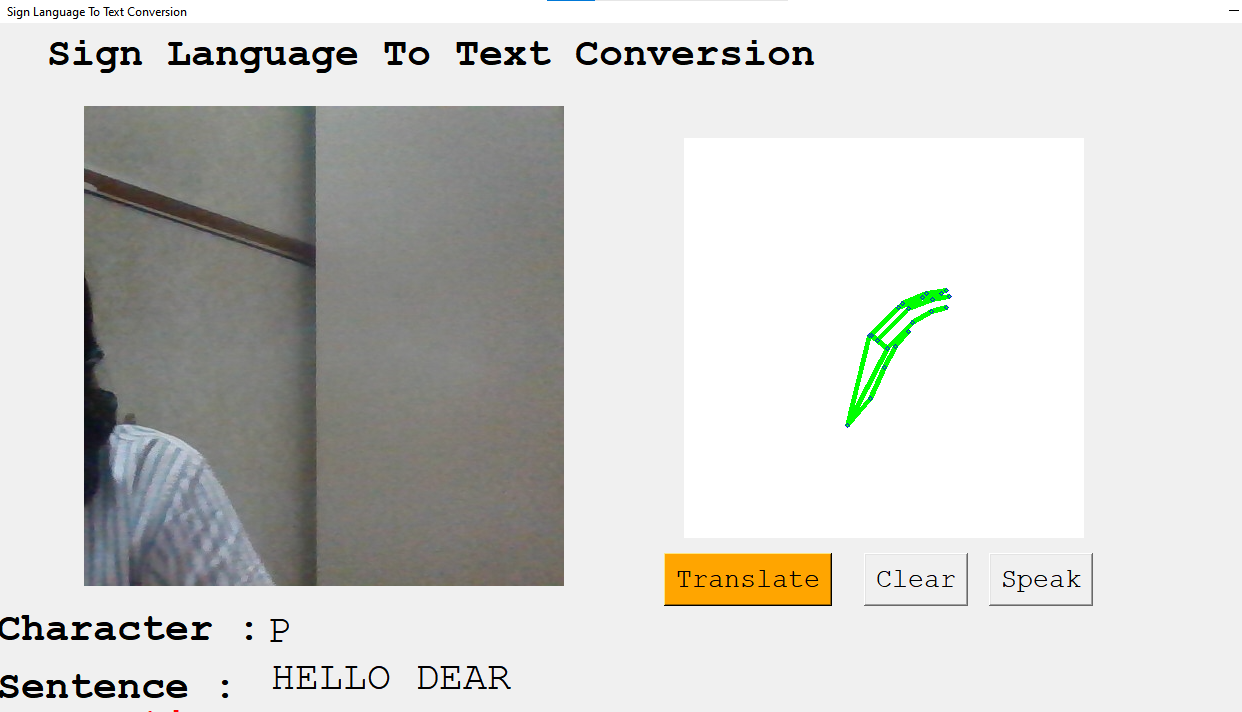 Sign Language To Text Conversion
Sign Language To Text Conversion
Translate Clear Speak
Character : P
Sentence : HELLO DEAR